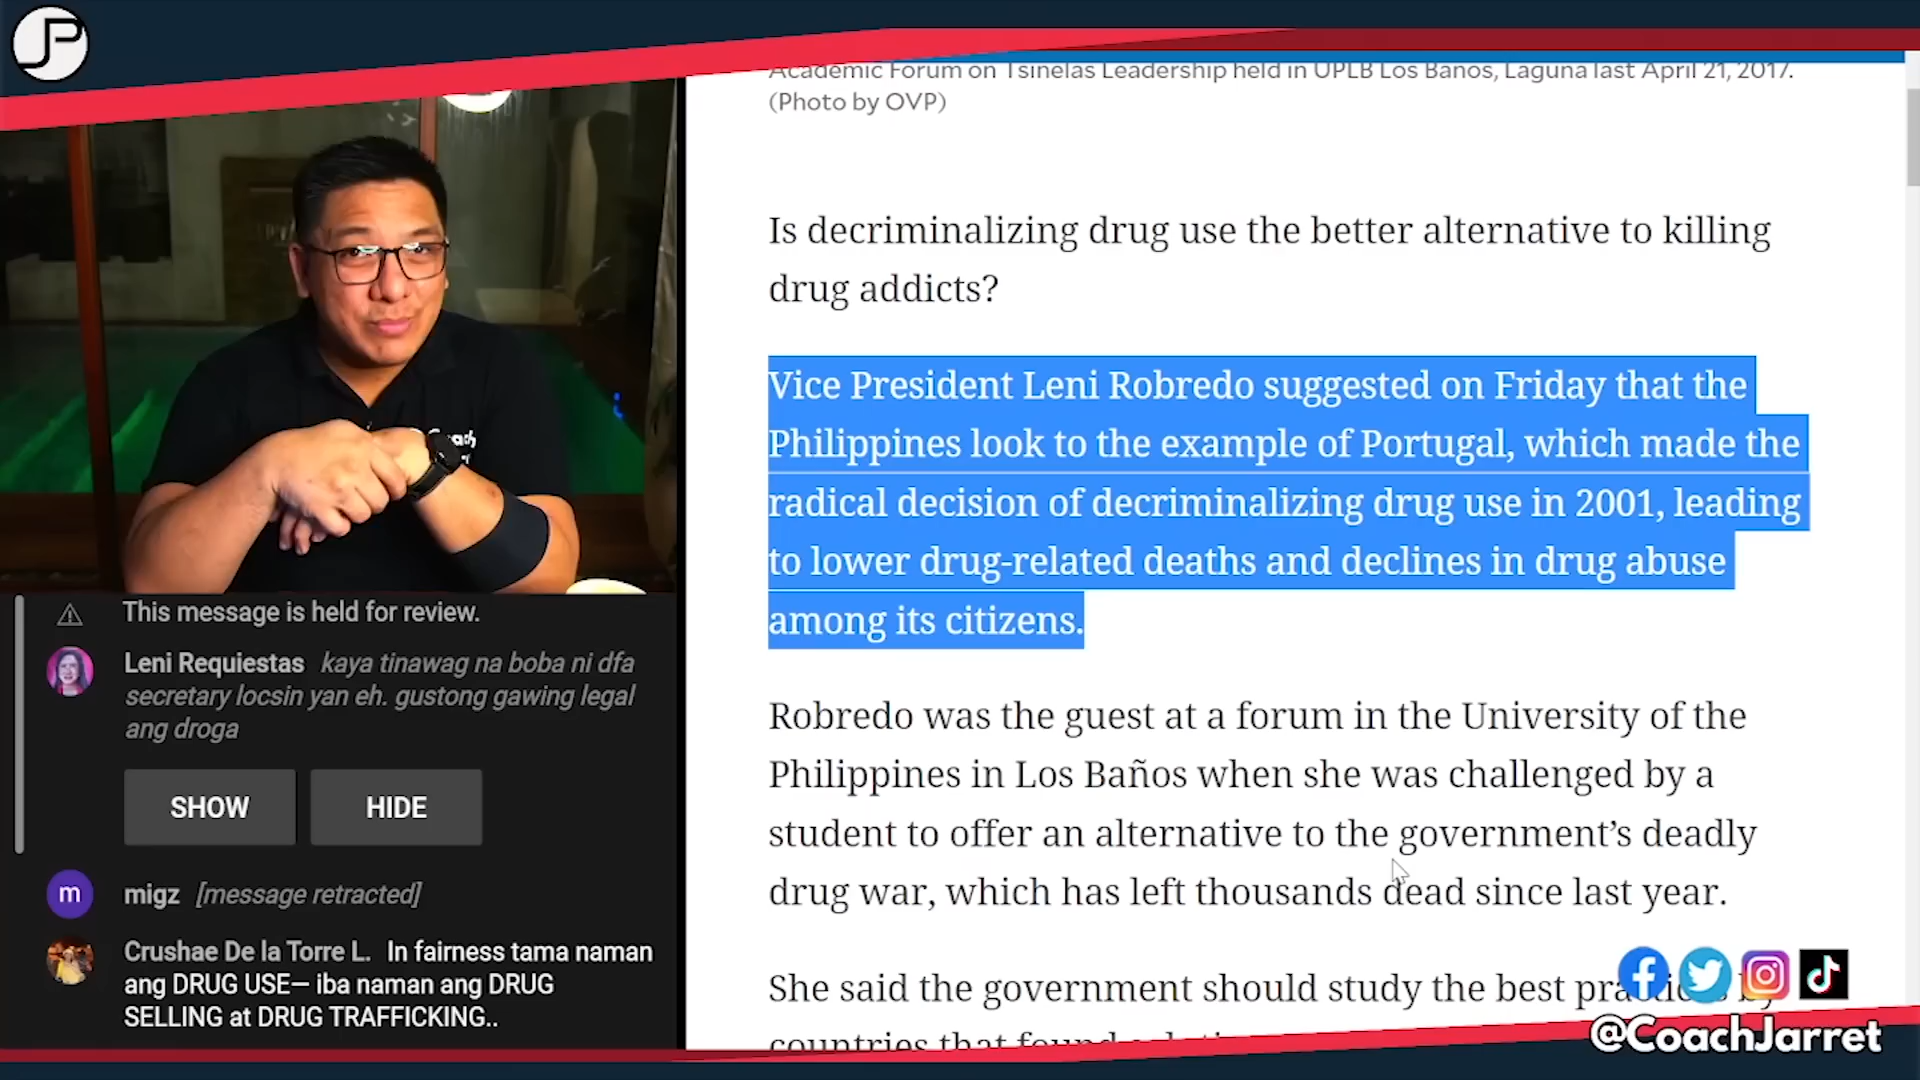 JP
Academic Forum on Tsinelas Leadership held in UPLB Los Banos, Laguna last April 21, 2017.
(Photo by OVP)
Is decriminalizing drug use the better alternative to killing
drug addicts?
Vice President Leni Robredo suggested on Friday that the
Philippines look to the example of Portugal, which made the
radical decision of decriminalizing drug use in 2001, leading
to lower drug-related deaths and declines in drug abuse
among its citizens.
Robredo was the guest at a forum in the University of the
Philippines in Los Baños when she was challenged by a
student to offer an alternative to the government’s deadly
drug war, which has left thousands dead since last year.
She said the government should study the best practices by
countries that found
This message is held for review.
Leni Requiestas kaya tinawag na boba ni dfa
secretary locsin yan eh. gustong gawing legal
ang droga
SHOW HIDE
m migz [message retracted]
Crushae De la Torre L. In fairness tama naman
ang DRUG USE— iba naman ang DRUG
SELLING at DRUG TRAFFICKING..
@CoachJarret